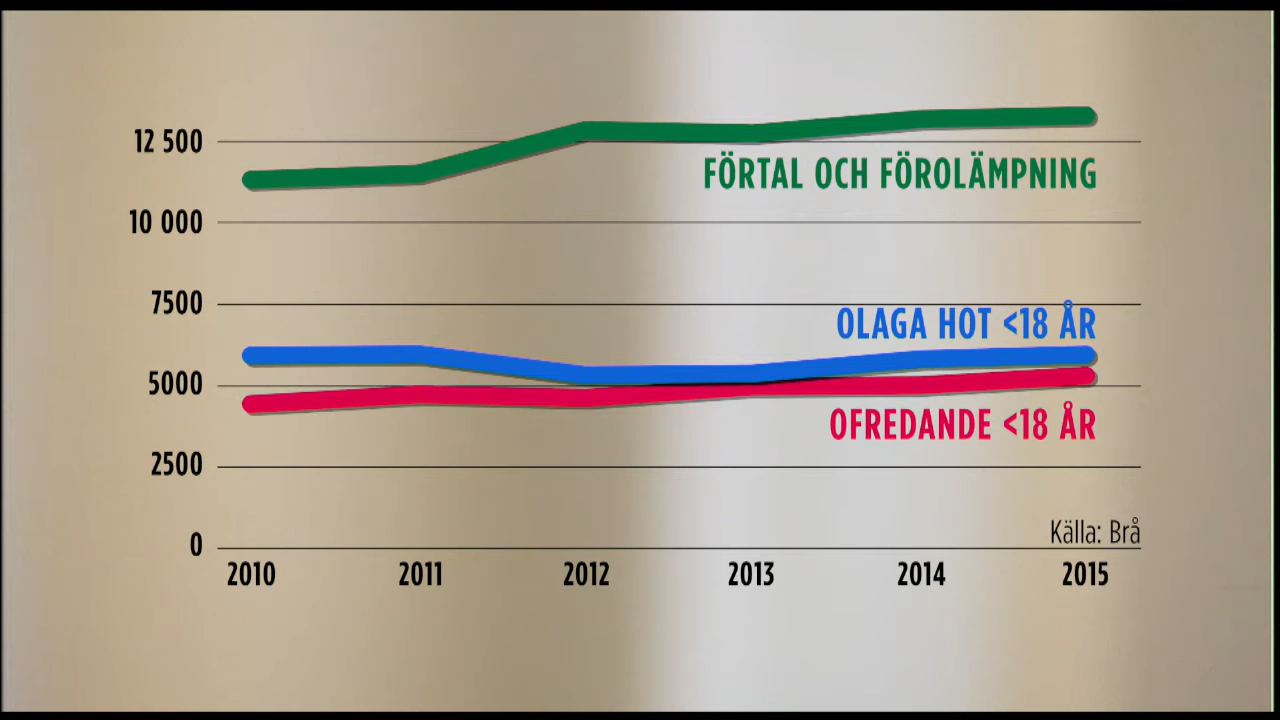 12 500
FÖRTAL OCH FÖROLÄMPNING
10 000
7500
OLAGA HOT <18 ÅR
5000
OFREDANDE <18 ÅR
2500
Källa: Brå
0
2010 2011 2012 2013 2014 2015